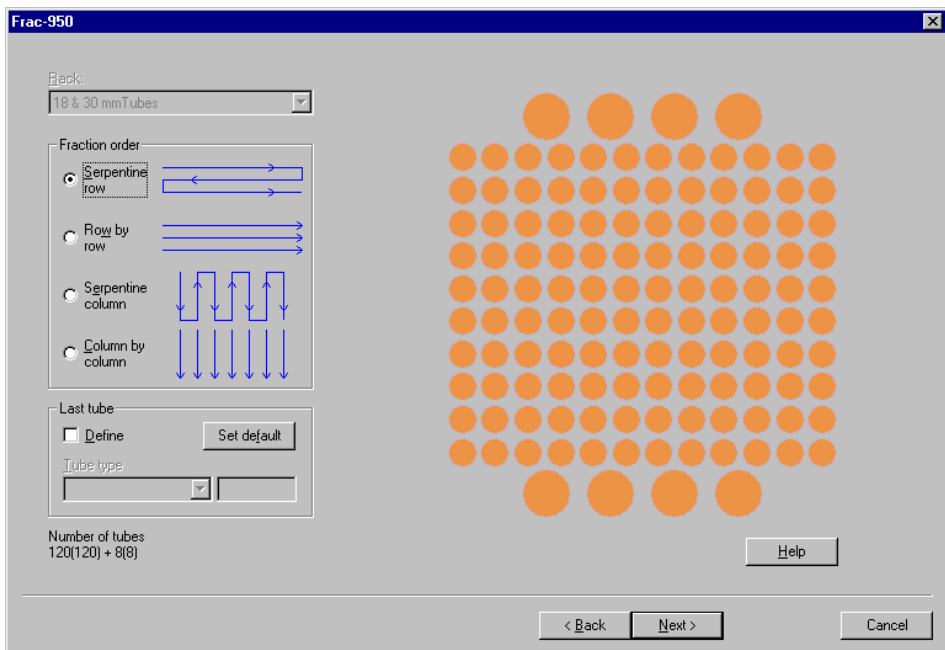 Frac-950
Rack:
18 & 30 mmTubes
Fraction order
Serpentine
row
Row by
row
Serpentine
column
Column by
column
Last tube
Define
Set default
Tube type
Number of tubes
120(120) + 8(8)
Help
< Back
Next >
Cancel